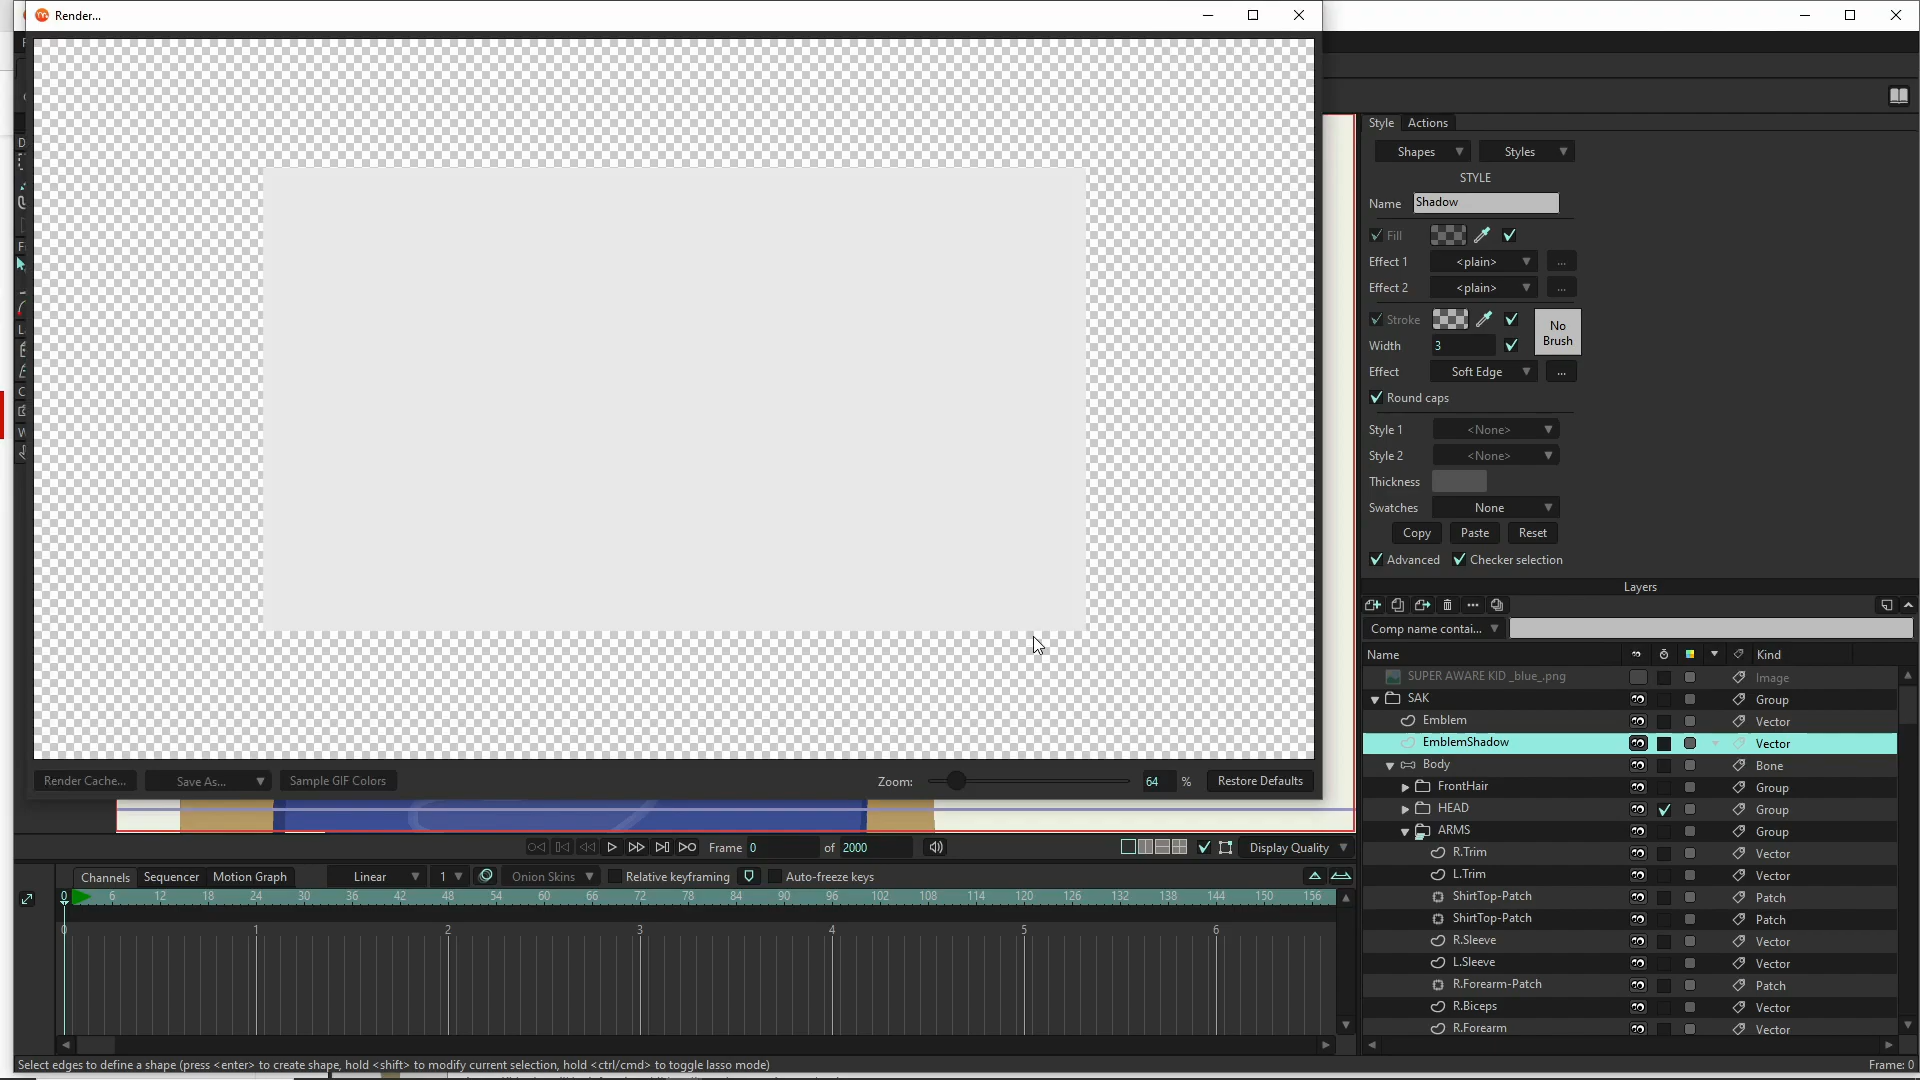 Render...
Style Actions
Shapes Styles
STYLE
Name Shadow
Fill
Effect 1 <plain> ...
Effect 2 <plain> ...
Stroke
No Brush
Width 3
Effect Soft Edge ...
Round caps
Style 1 <None>
Style 2 <None>
Thickness
Swatches None
Copy Paste Reset
Advanced Checker selection
Layers
Comp name contai...
Name Kind
SUPER AWARE KID _blue_.png Image
SAK Group
Emblem Vector
EmblemShadow Vector
Body Bone
FrontHair Group
HEAD Group
ARMS Group
R.Trim Vector
L.Trim Vector
ShirtTop-Patch Patch
ShirtTop-Patch Patch
R.Sleeve Vector
L.Sleeve Vector
R.Forearm-Patch Patch
R.Biceps Vector
R.Forearm Vector
Render Cache... Save As... Sample GIF Colors Zoom: 64 % Restore Defaults
Frame 0 of 2000 Display Quality
Channels Sequencer Motion Graph Linear 1 Onion Skins Relative keyframing Auto-freeze keys
0 6 12 18 24 30 36 42 48 54 60 66 72 78 84 90 96 102 108 114 120 126 132 138 144 150 156
0 1 2 3 4 5 6
Select edges to define a shape (press <enter> to create shape, hold <shift> to modify current selection, hold <ctrl/cmd> to toggle lasso mode) Frame: 0